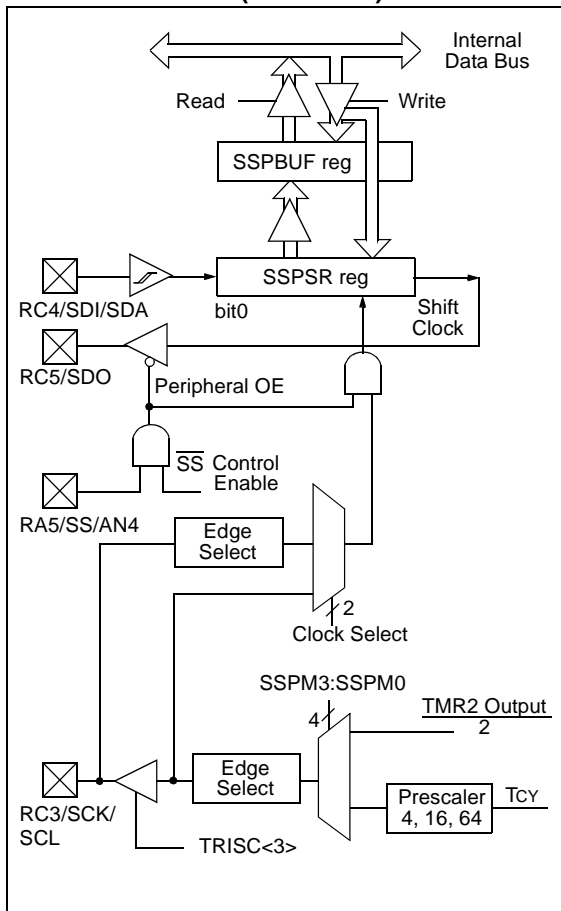 Internal
Data Bus
Read
Write
SSPBUF reg
SSPSR reg
RC4/SDI/SDA
bit0
Shift
Clock
RC5/SDO
Peripheral OE
SS Control
Enable
RA5/SS/AN4
Edge
Select
2
Clock Select
SSPM3:SSPM0
4
TMR2 Output
2
Edge
Select
Prescaler
4, 16, 64
TCY
RC3/SCK/
SCL
TRISC<3>